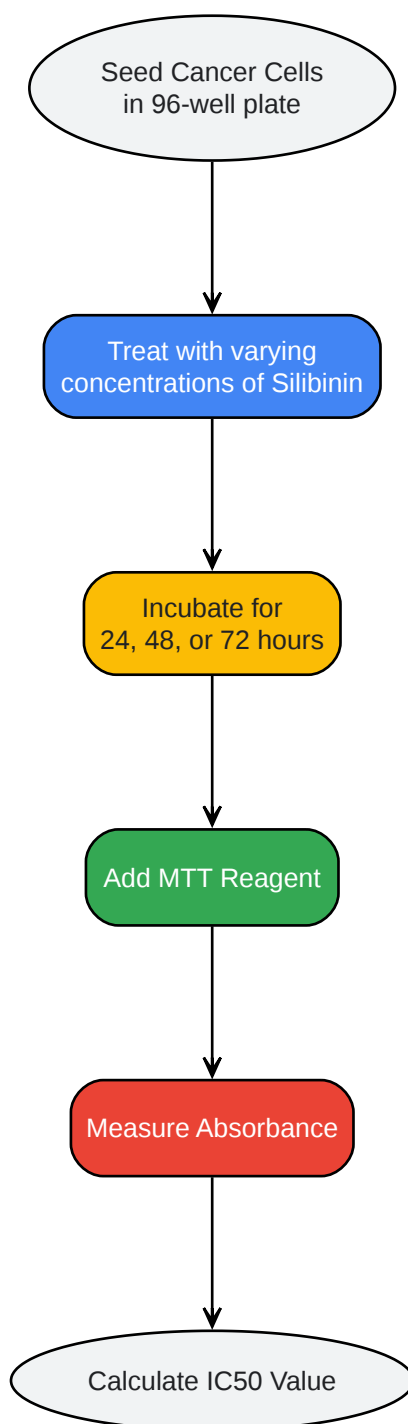 Seed Cancer Cells
in 96-well plate
Treat with varying
concentrations of Silibinin
Incubate for
24, 48, or 72 hours
Add MTT Reagent
Measure Absorbance
Calculate IC50 Value